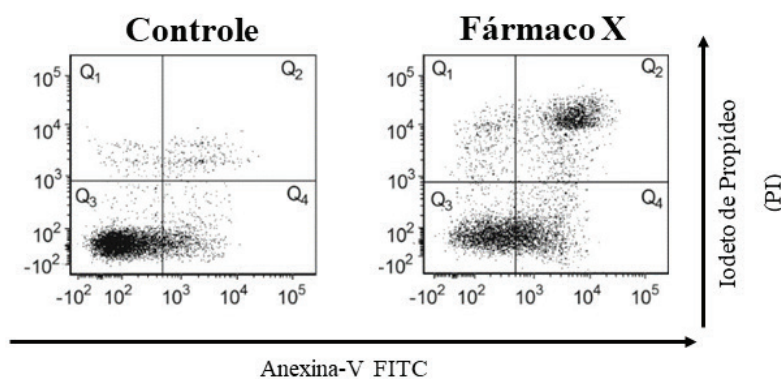 Controle
Fármaco X
Q1
Q2
Q3
Q4
10^5
10^4
10^3
10^2
-10^2
-10^2 10^2 10^3 10^4 10^5
Q1
Q2
Q3
Q4
10^5
10^4
10^3
10^2
-10^2
-10^2 10^2 10^3 10^4 10^5
Iodeto de Propídeo
(PI)
Anexina-V FITC